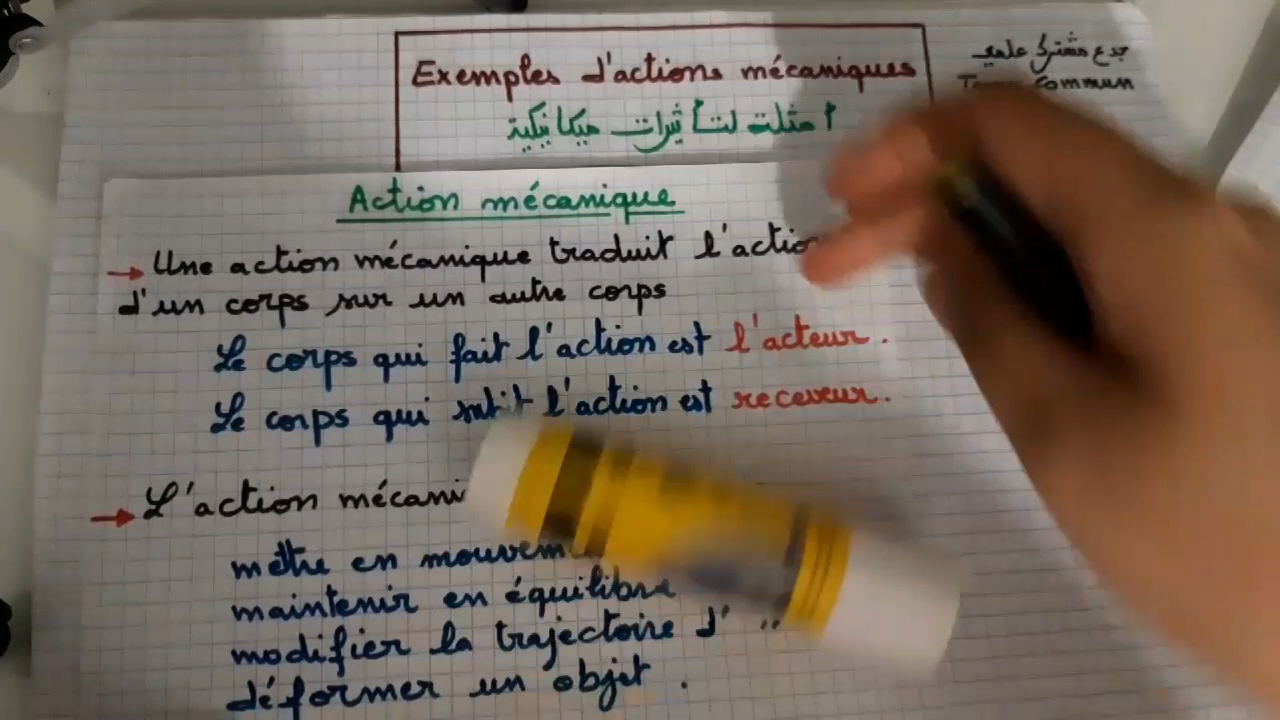 Exemples d'actions mécaniques
جدع مشترك علمي
commun
أمثلة لتأثيرات ميكانيكية
Action mécanique
→ Une action mécanique traduit l'action
d'un corps sur un autre corps
Le corps qui fait l'action est l'acteur.
Le corps qui subit l'action est receveur.
→ L'action mécani
mettre en mouvem
maintenir en équilibre
modifier la trajectoire d'
déformer un objet.